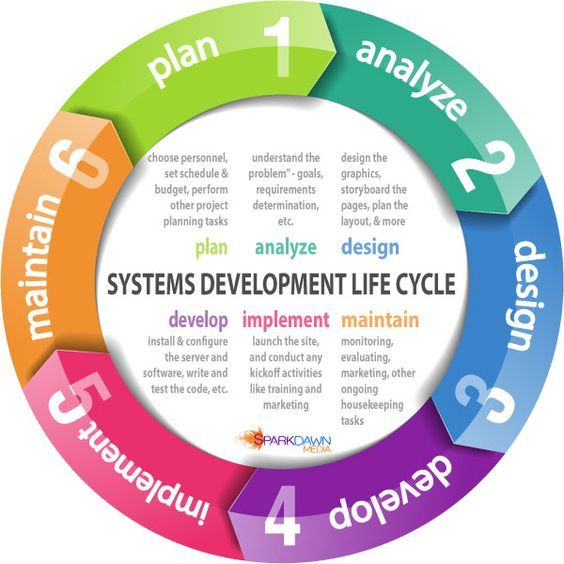 plan 1
analyze 2
design 3
develop 4
implement 5
maintain 6
choose personnel,
set schedule &
budget, perform
other project
planning tasks
plan
understand the
problem" - goals,
requirements
determination,
etc.
analyze
design the
graphics,
storyboard the
pages, plan the
layout, & more
design
SYSTEMS DEVELOPMENT LIFE CYCLE
develop
install & configure
the server and
software, write and
test the code, etc.
implement
launch the site,
and conduct any
kickoff activities
like training and
marketing
maintain
monitoring,
evaluating,
marketing, other
ongoing
housekeeping
tasks
SPARKDAWN
MEDIA